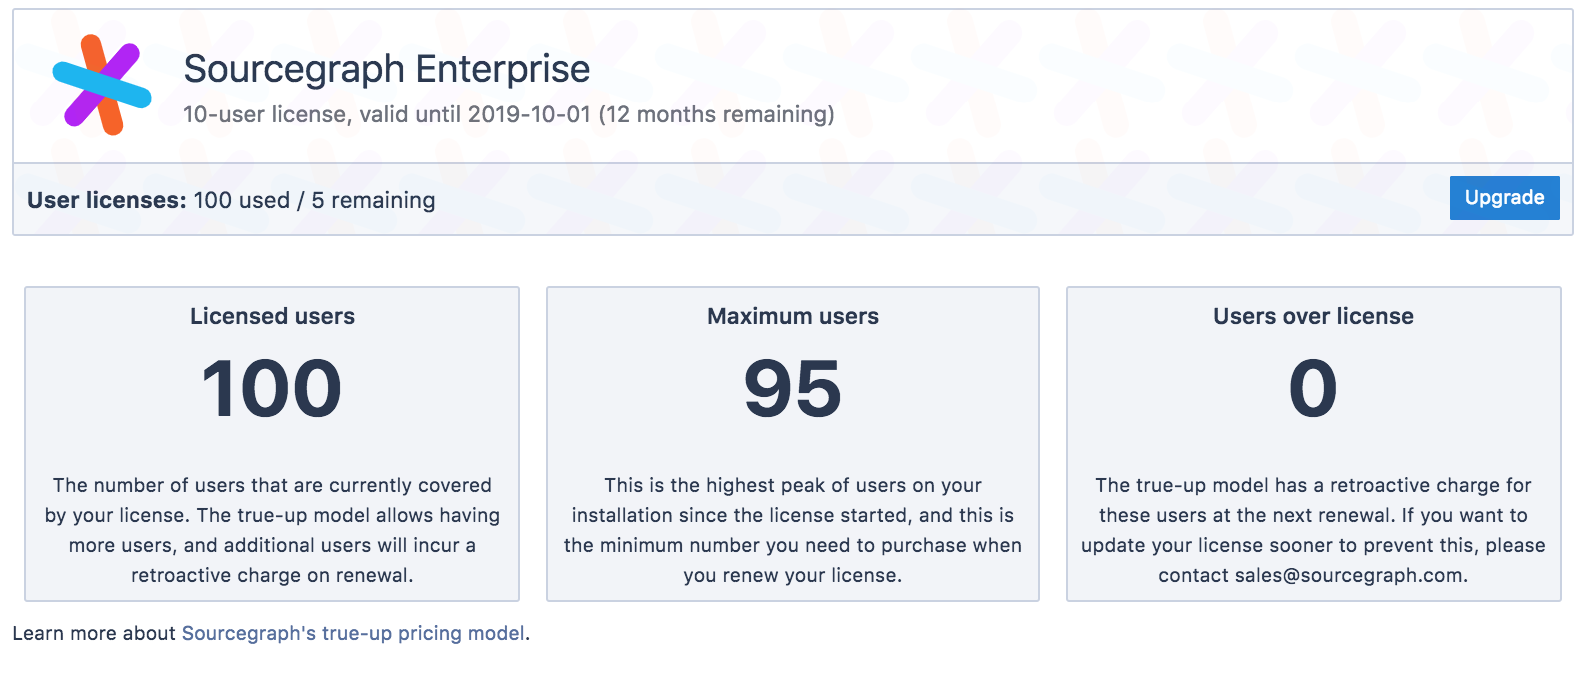 Sourcegraph Enterprise
10-user license, valid until 2019-10-01 (12 months remaining)
User licenses: 100 used / 5 remaining
Upgrade
Licensed users
100
The number of users that are currently covered
by your license. The true-up model allows having
more users, and additional users will incur a
retroactive charge on renewal.
Maximum users
95
This is the highest peak of users on your
installation since the license started, and this is
the minimum number you need to purchase when
you renew your license.
Users over license
0
The true-up model has a retroactive charge for
these users at the next renewal. If you want to
update your license sooner to prevent this, please
contact sales@sourcegraph.com.
Learn more about Sourcegraph's true-up pricing model.